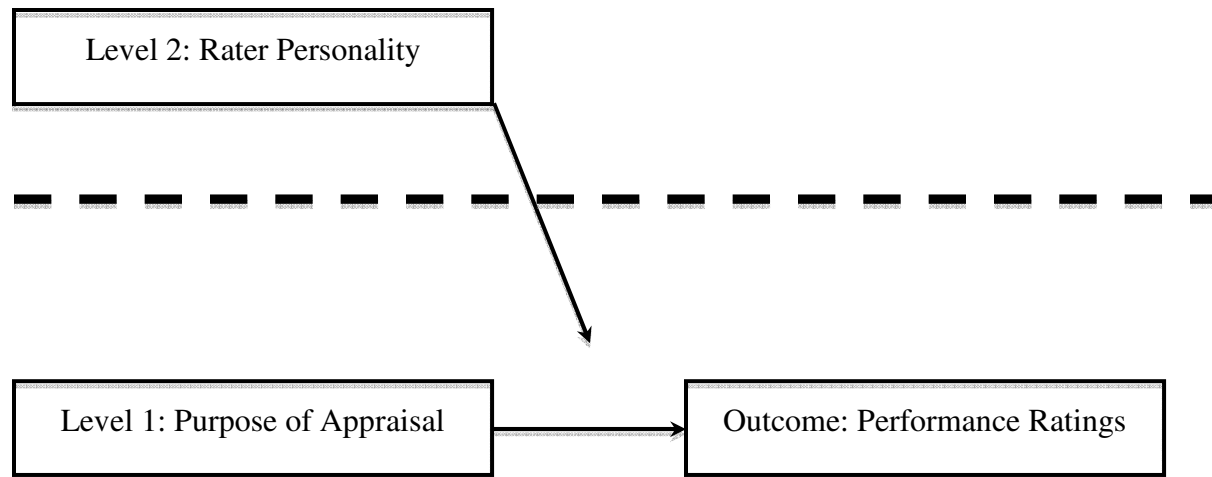 Level 2: Rater Personality
Level 1: Purpose of Appraisal
Outcome: Performance Ratings